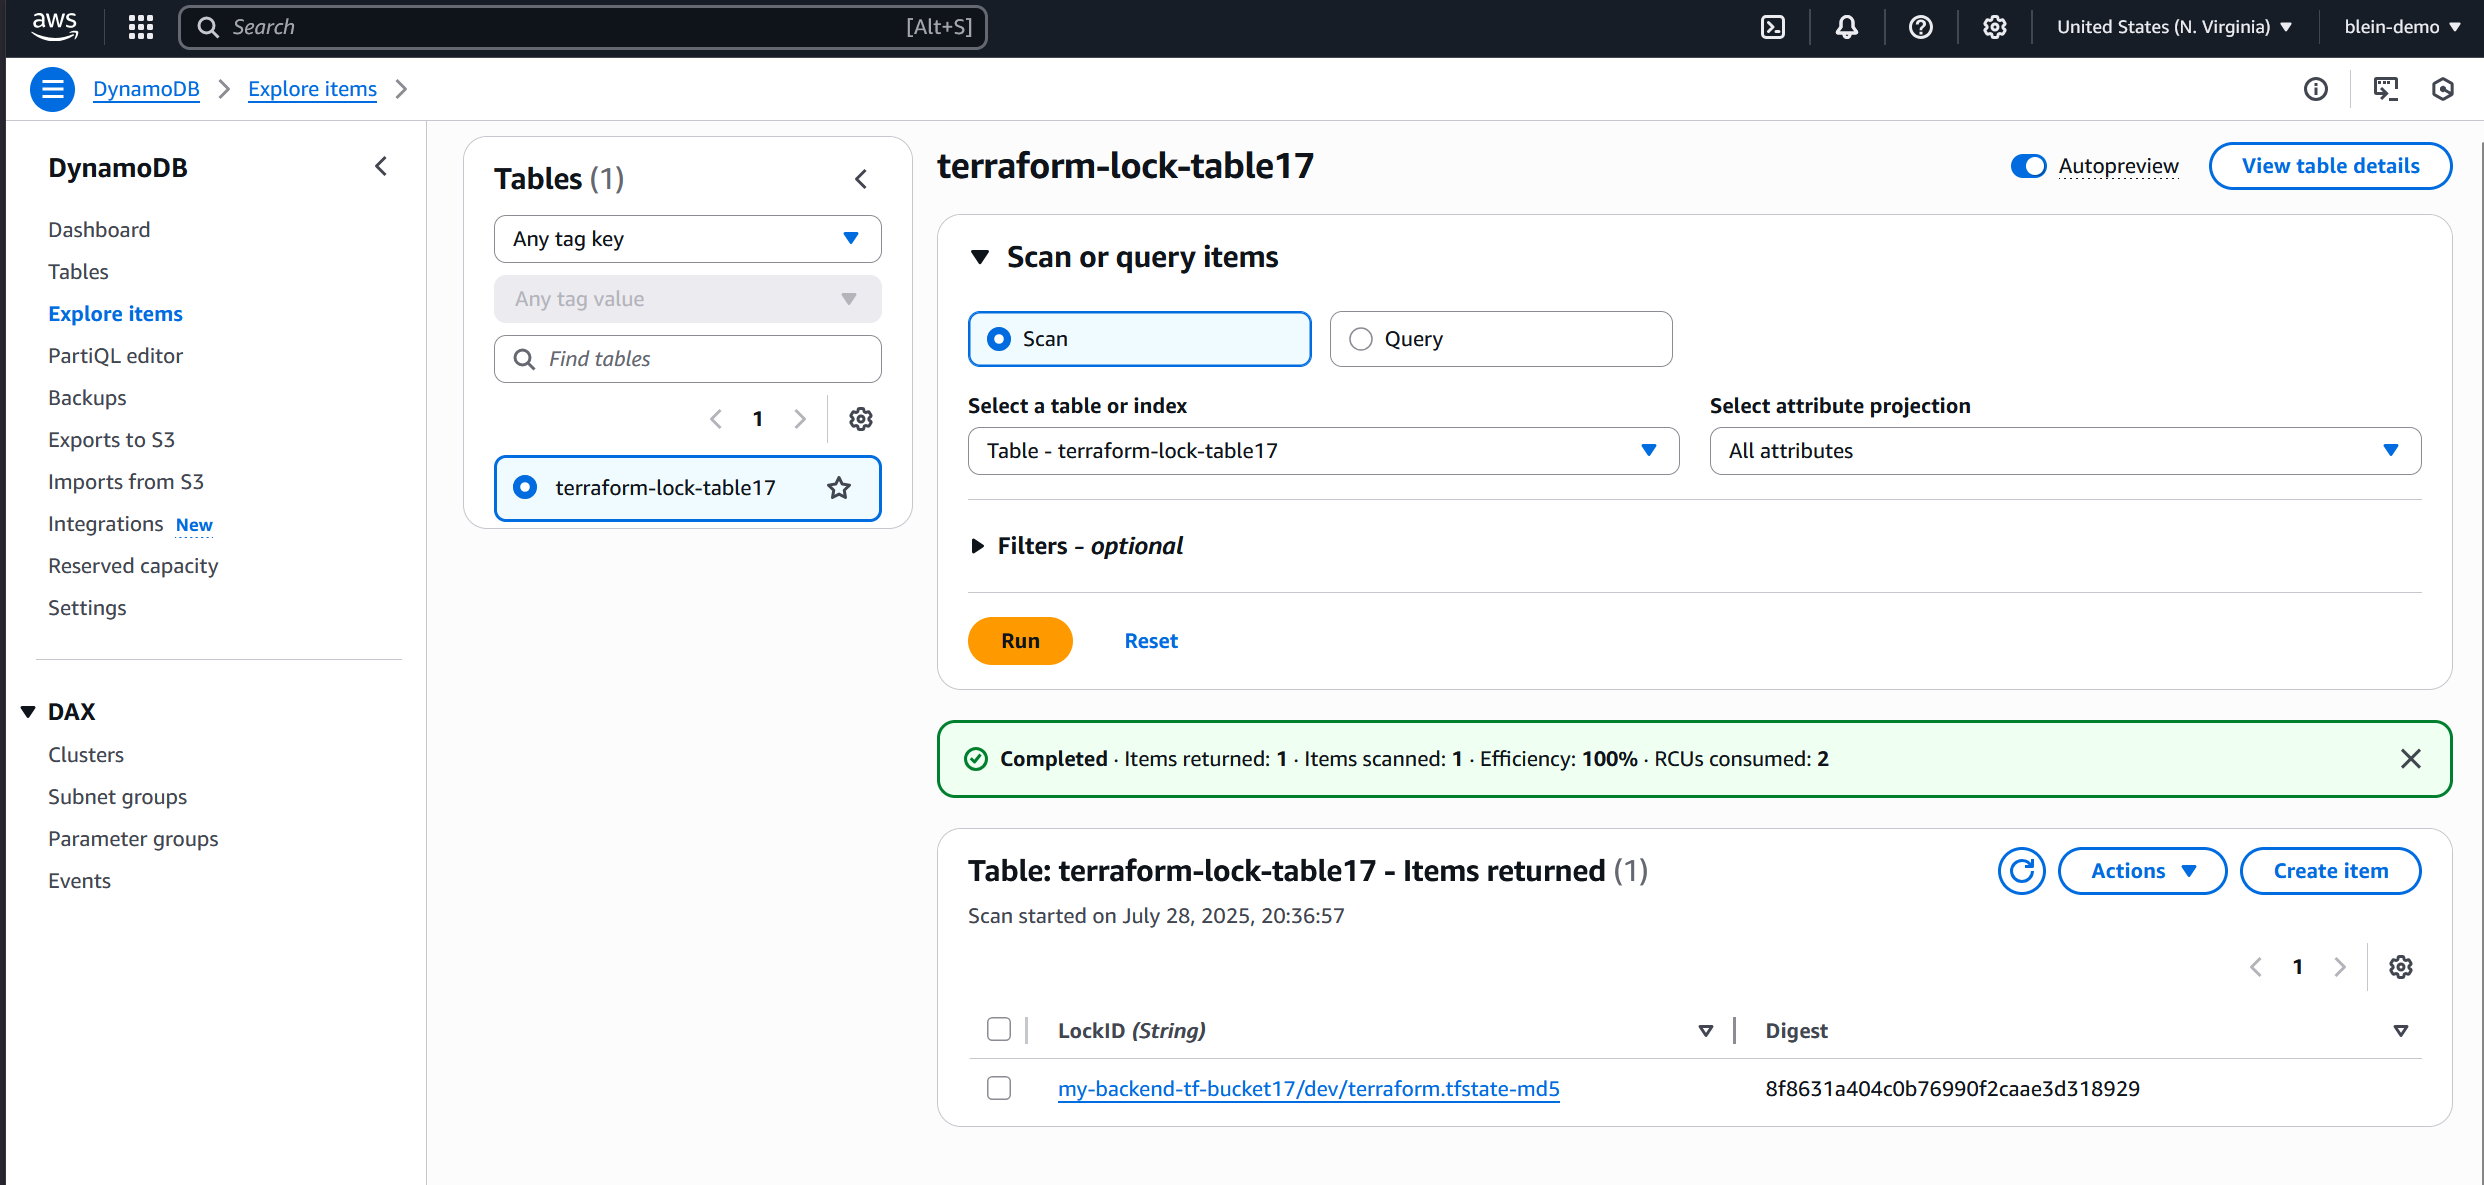 aws
Search [Alt+S]
United States (N. Virginia)
blein-demo
DynamoDB
Explore items
DynamoDB
Dashboard
Tables
Explore items
PartiQL editor
Backups
Exports to S3
Imports from S3
Integrations New
Reserved capacity
Settings
DAX
Clusters
Subnet groups
Parameter groups
Events
Tables (1)
Any tag key
Any tag value
Find tables
1
terraform-lock-table17
terraform-lock-table17
Autopreview
View table details
Scan or query items
Scan
Query
Select a table or index
Table - terraform-lock-table17
Select attribute projection
All attributes
Filters - optional
Run
Reset
Completed · Items returned: 1 · Items scanned: 1 · Efficiency: 100% · RCUs consumed: 2
Table: terraform-lock-table17 - Items returned (1)
Scan started on July 28, 2025, 20:36:57
Actions
Create item
1
LockID (String)
Digest
my-backend-tf-bucket17/dev/terraform.tfstate-md5
8f8631a404c0b76990f2caae3d318929